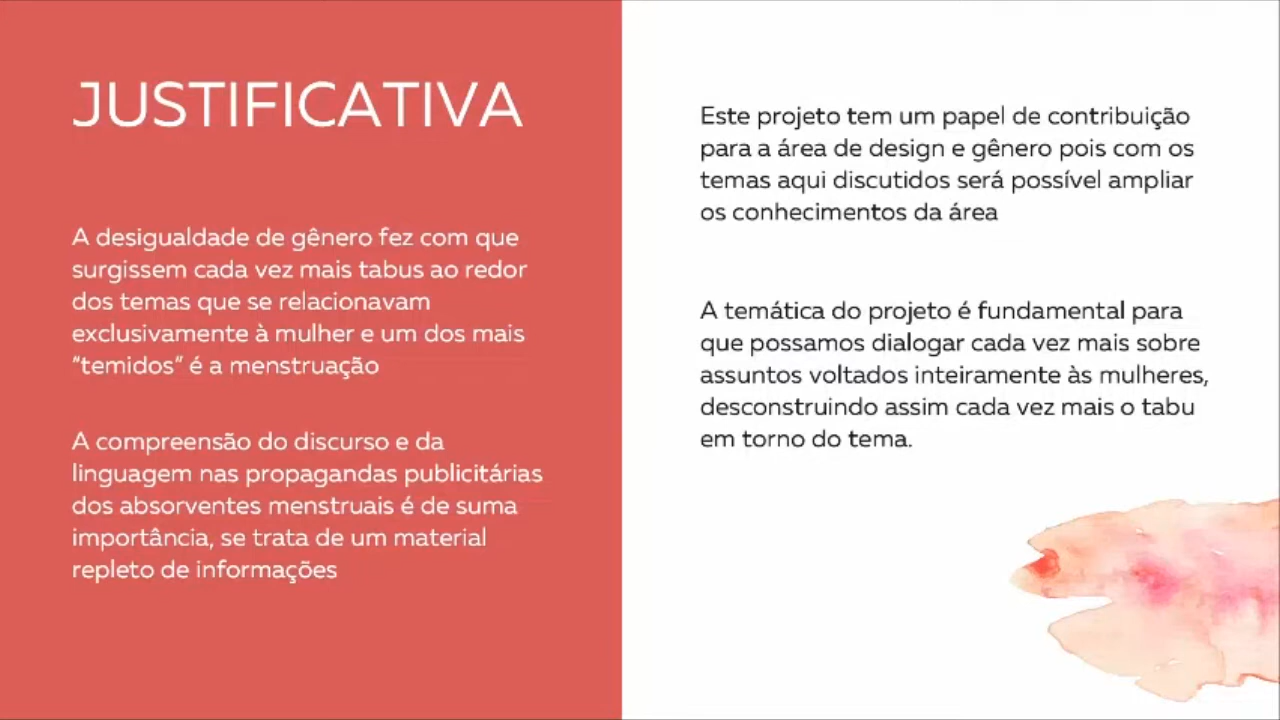 JUSTIFICATIVA
A desigualdade de gênero fez com que
surgissem cada vez mais tabus ao redor
dos temas que se relacionavam
exclusivamente à mulher e um dos mais
“temidos” é a menstruação
A compreensão do discurso e da
linguagem nas propagandas publicitárias
dos absorventes menstruais é de suma
importância, se trata de um material
repleto de informações
Este projeto tem um papel de contribuição
para a área de design e gênero pois com os
temas aqui discutidos será possível ampliar
os conhecimentos da área
A temática do projeto é fundamental para
que possamos dialogar cada vez mais sobre
assuntos voltados inteiramente às mulheres,
desconstruindo assim cada vez mais o tabu
em torno do tema.